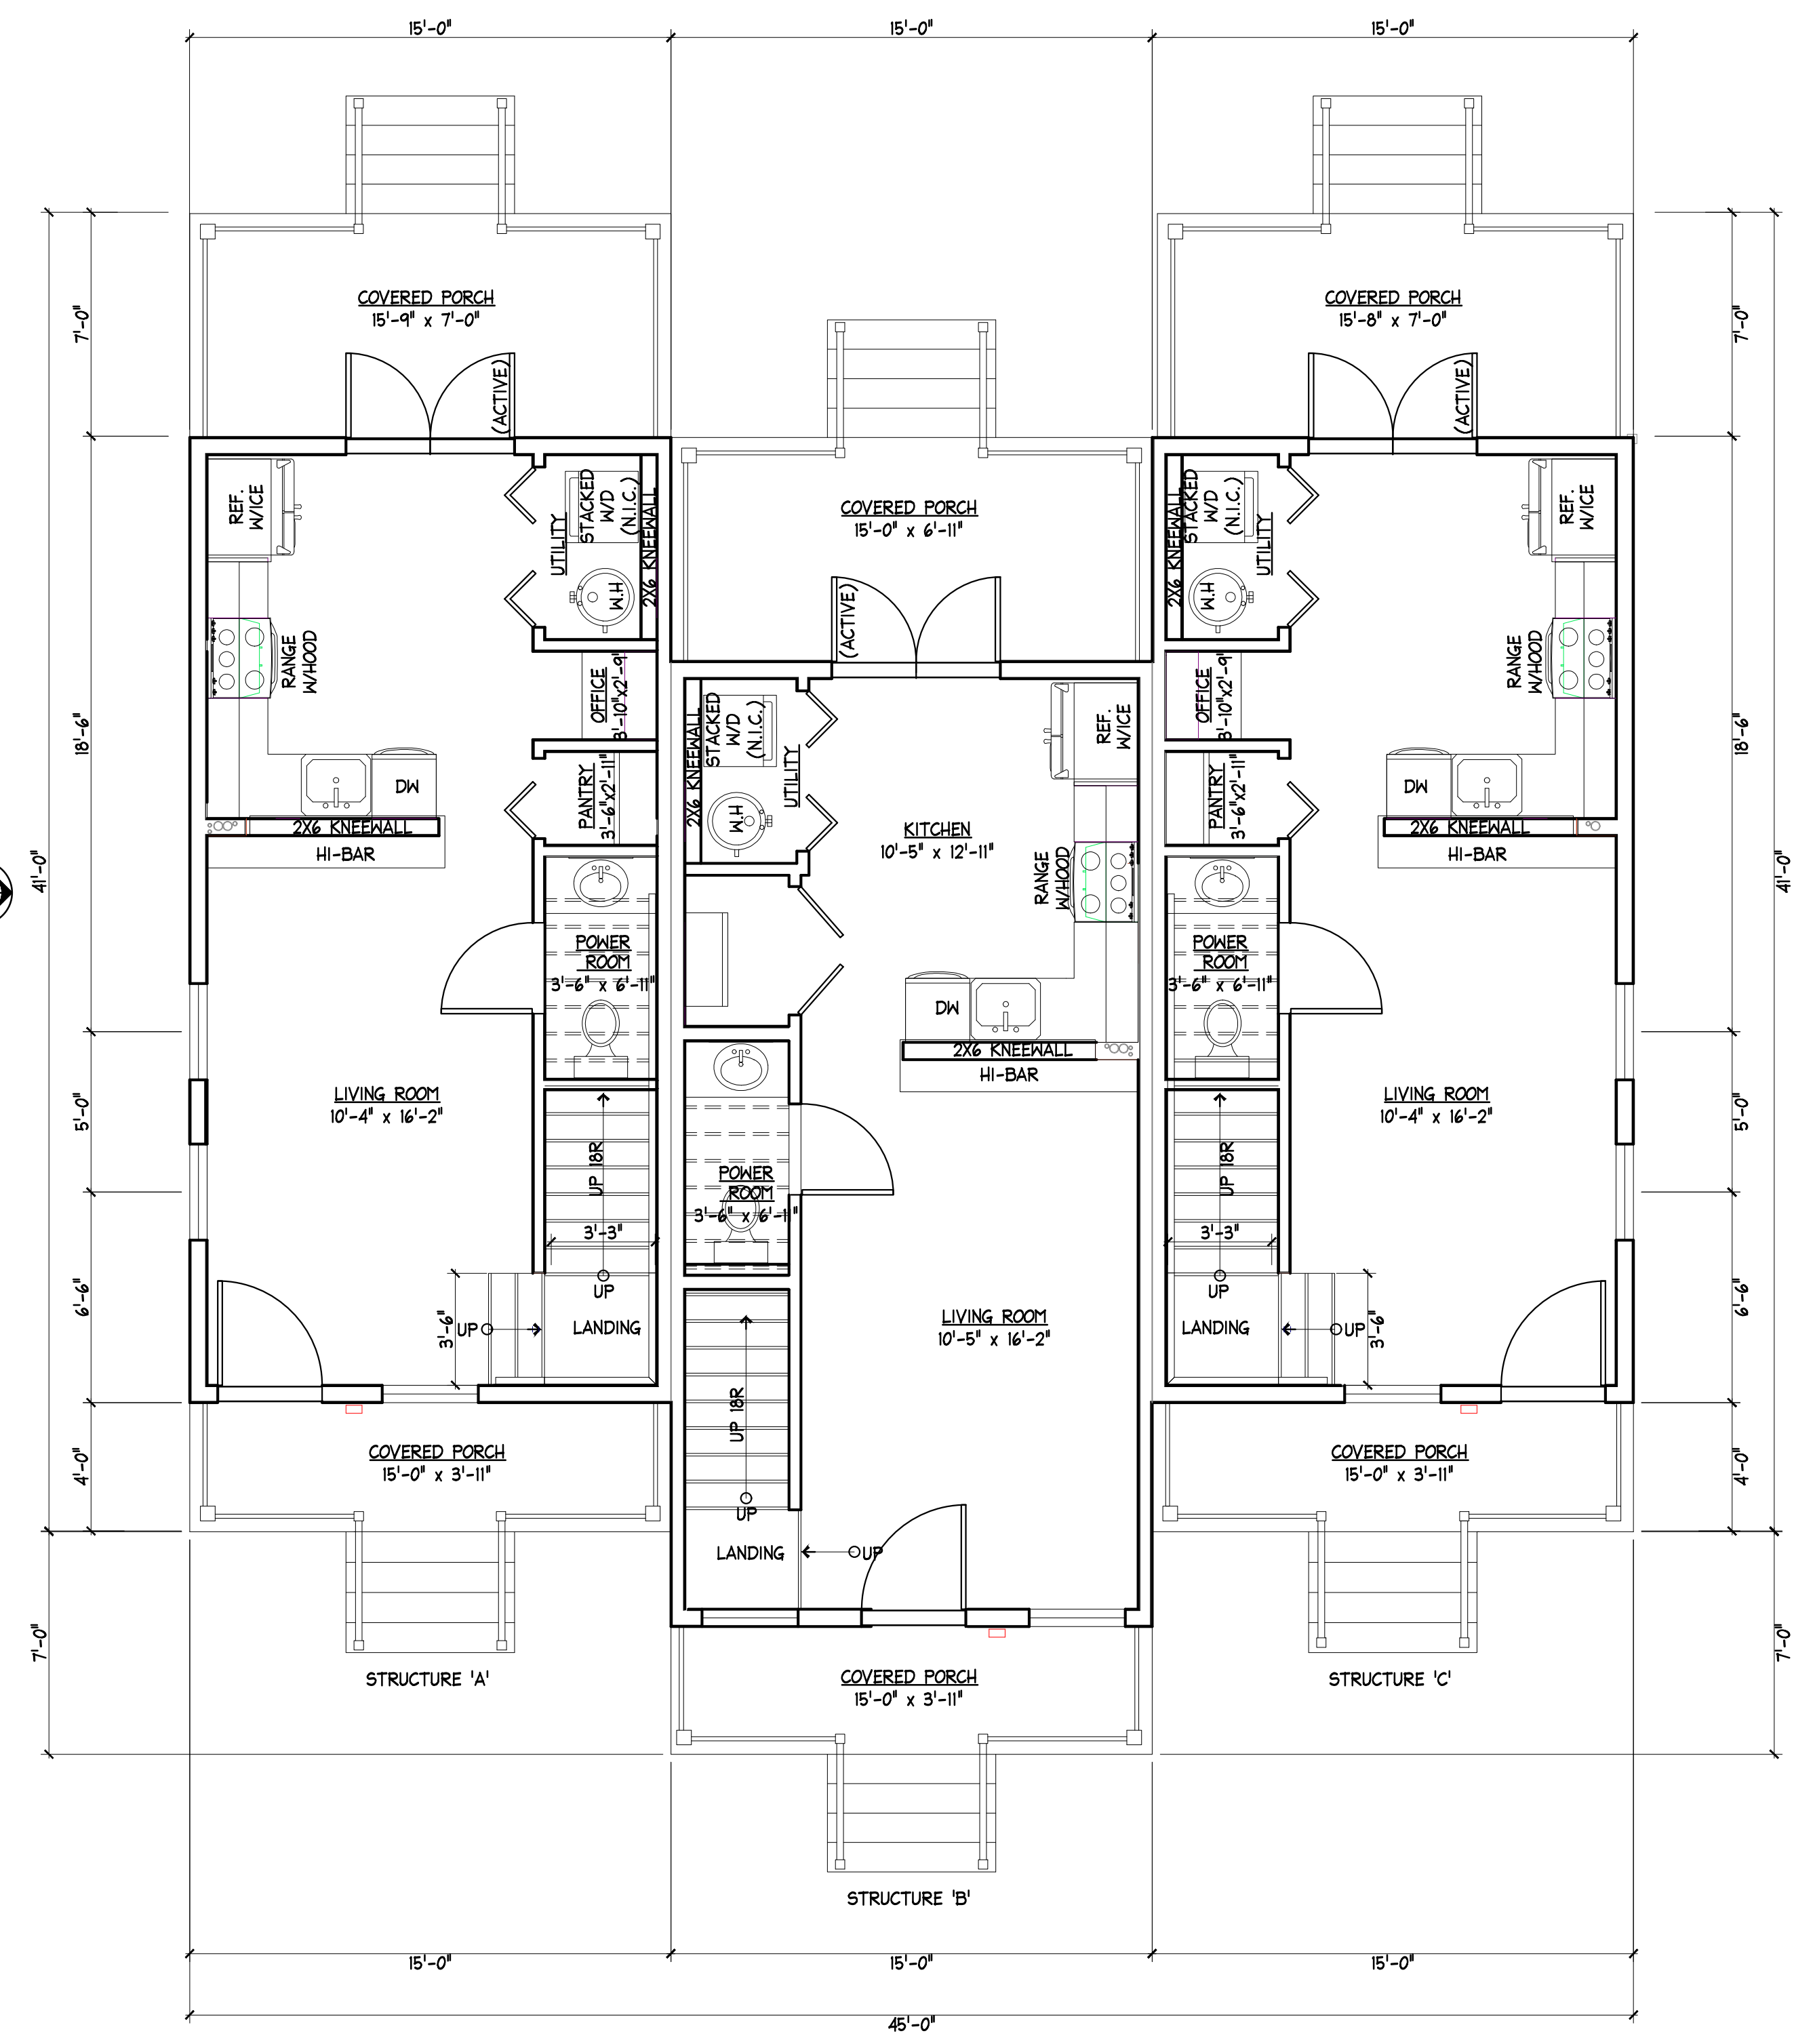 15'-0"
15'-0"
15'-0"
COVERED PORCH
15'-9" x 7'-0"
(ACTIVE)
COVERED PORCH
15'-8" x 7'-0"
(ACTIVE)
7'-0"
7'-0"
COVERED PORCH
15'-0" x 6'-11"
(ACTIVE)
REF.
W/ICE
UTILITY
STACKED
W/D
(N.I.C.)
2X6 KNEEWALL
H.W.
RANGE
W/HOOD
OFFICE
3'-10"x2'-9"
PANTRY
3'-6"x2'-11"
DW
2X6 KNEEWALL
HI-BAR
2X6 KNEEWALL
STACKED
W/D
(N.I.C.)
UTILITY
H.W.
REF.
W/ICE
RANGE
W/HOOD
OFFICE
3'-10"x2'-9"
PANTRY
3'-6"x2'-11"
DW
2X6 KNEEWALL
HI-BAR
18'-6"
18'-6"
41'-0"
41'-0"
2X6 KNEEWALL
STACKED
W/D
(N.I.C.)
UTILITY
H.W.
REF.
W/ICE
KITCHEN
10'-5" x 12'-11"
RANGE
W/HOOD
DW
2X6 KNEEWALL
HI-BAR
POWER
ROOM
3'-6" x 6'-11"
POWER
ROOM
3'-6" x 6'-11"
LIVING ROOM
10'-4" x 16'-2"
LIVING ROOM
10'-4" x 16'-2"
5'-0"
5'-0"
UP 18R
3'-3"
UP
UP 18R
3'-3"
UP
POWER
ROOM
3'-6" x 6'-11"
6'-6"
6'-6"
3'-6"
UP
LANDING
LANDING
UP
3'-6"
LIVING ROOM
10'-5" x 16'-2"
UP 18R
UP
LANDING
UP
4'-0"
4'-0"
COVERED PORCH
15'-0" x 3'-11"
COVERED PORCH
15'-0" x 3'-11"
7'-0"
7'-0"
STRUCTURE 'A'
STRUCTURE 'C'
COVERED PORCH
15'-0" x 3'-11"
STRUCTURE 'B'
15'-0"
15'-0"
15'-0"
45'-0"